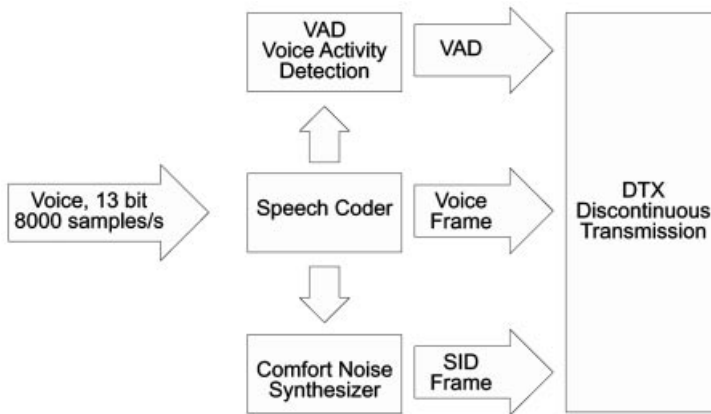 VAD
Voice Activity
Detection
VAD
Voice, 13 bit
8000 samples/s
Speech Coder
Voice
Frame
DTX
Discontinuous
Transmission
Comfort Noise
Synthesizer
SID
Frame